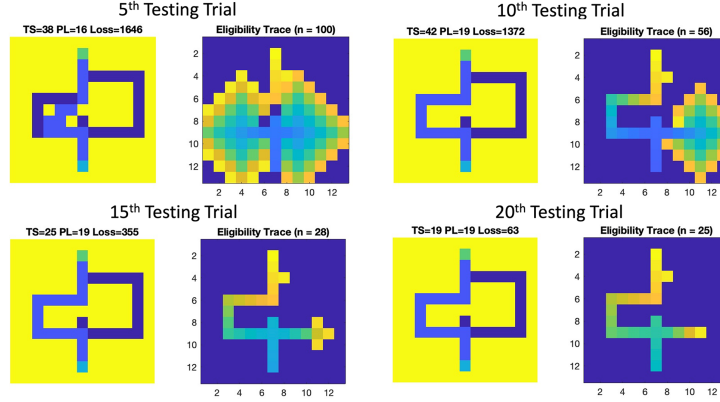 5th Testing Trial
TS=38 PL=16 Loss=1646
Eligibility Trace (n = 100)
2
4
6
8
10
12
2 4 6 8 10 12
10th Testing Trial
TS=42 PL=19 Loss=1372
Eligibility Trace (n = 56)
2
4
6
8
10
12
2 4 6 8 10 12
15th Testing Trial
TS=25 PL=19 Loss=355
Eligibility Trace (n = 28)
2
4
6
8
10
12
2 4 6 8 10 12
20th Testing Trial
TS=19 PL=19 Loss=63
Eligibility Trace (n = 25)
2
4
6
8
10
12
2 4 6 8 10 12